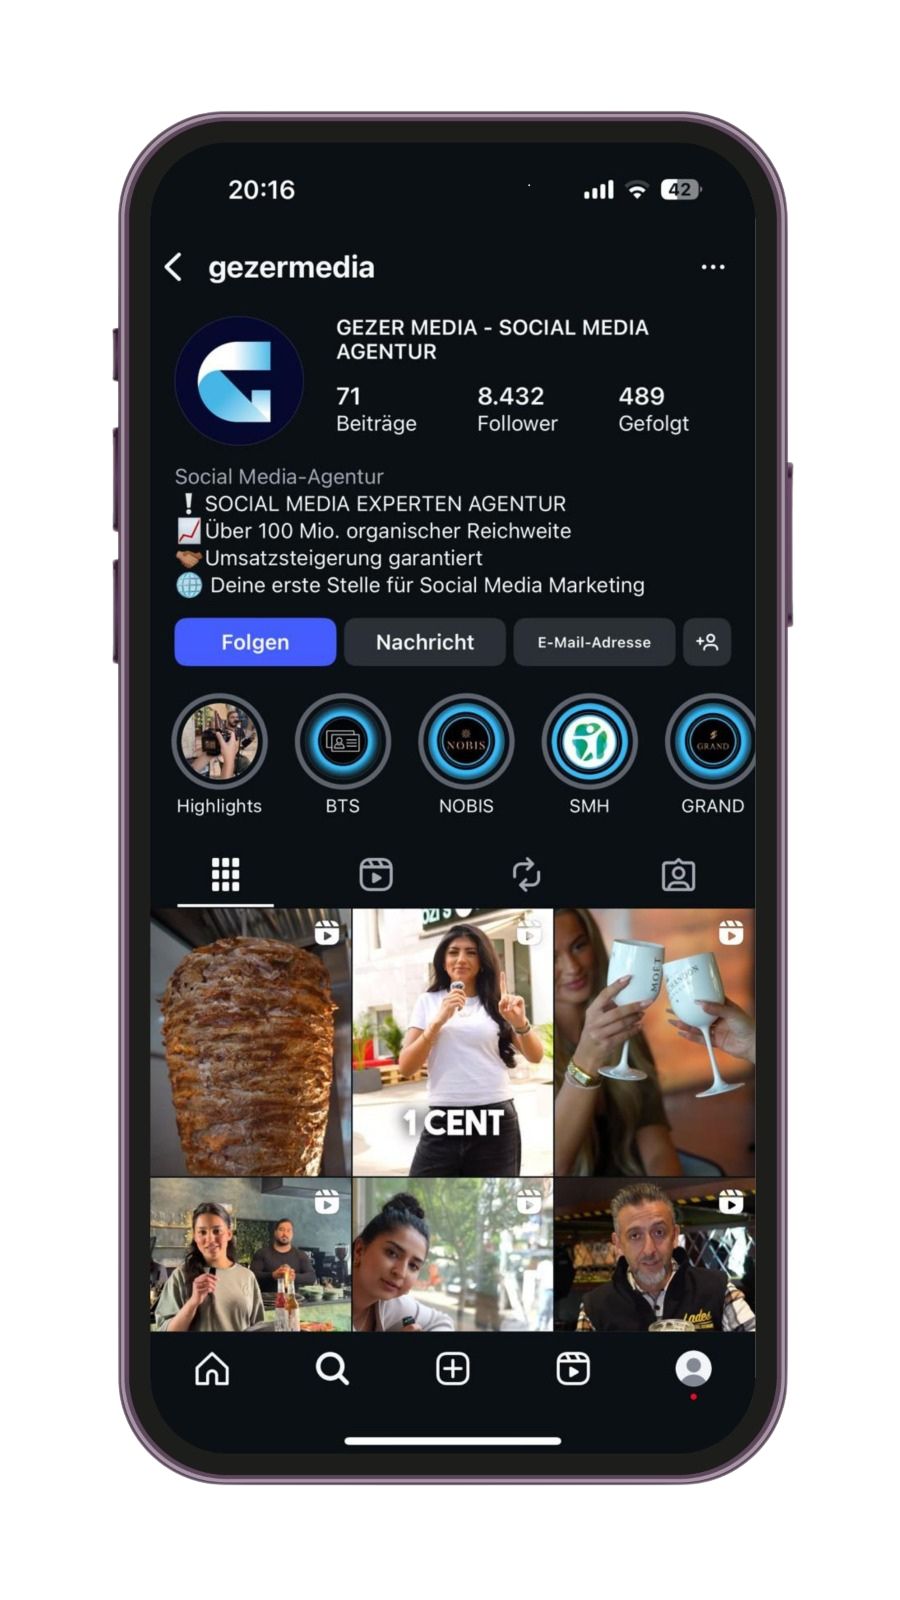 20:16
42
gezermedia
GEZER MEDIA - SOCIAL MEDIA
AGENTUR
71 8.432 489
Beiträge Follower Gefolgt
Social Media-Agentur
❗ SOCIAL MEDIA EXPERTEN AGENTUR
📈 Über 100 Mio. organischer Reichweite
🤝 Umsatzsteigerung garantiert
🌐 Deine erste Stelle für Social Media Marketing
Folgen Nachricht E-Mail-Adresse
NOBIS GRAND
Highlights BTS NOBIS SMH GRAND
MOËT
CHANDON
1 CENT